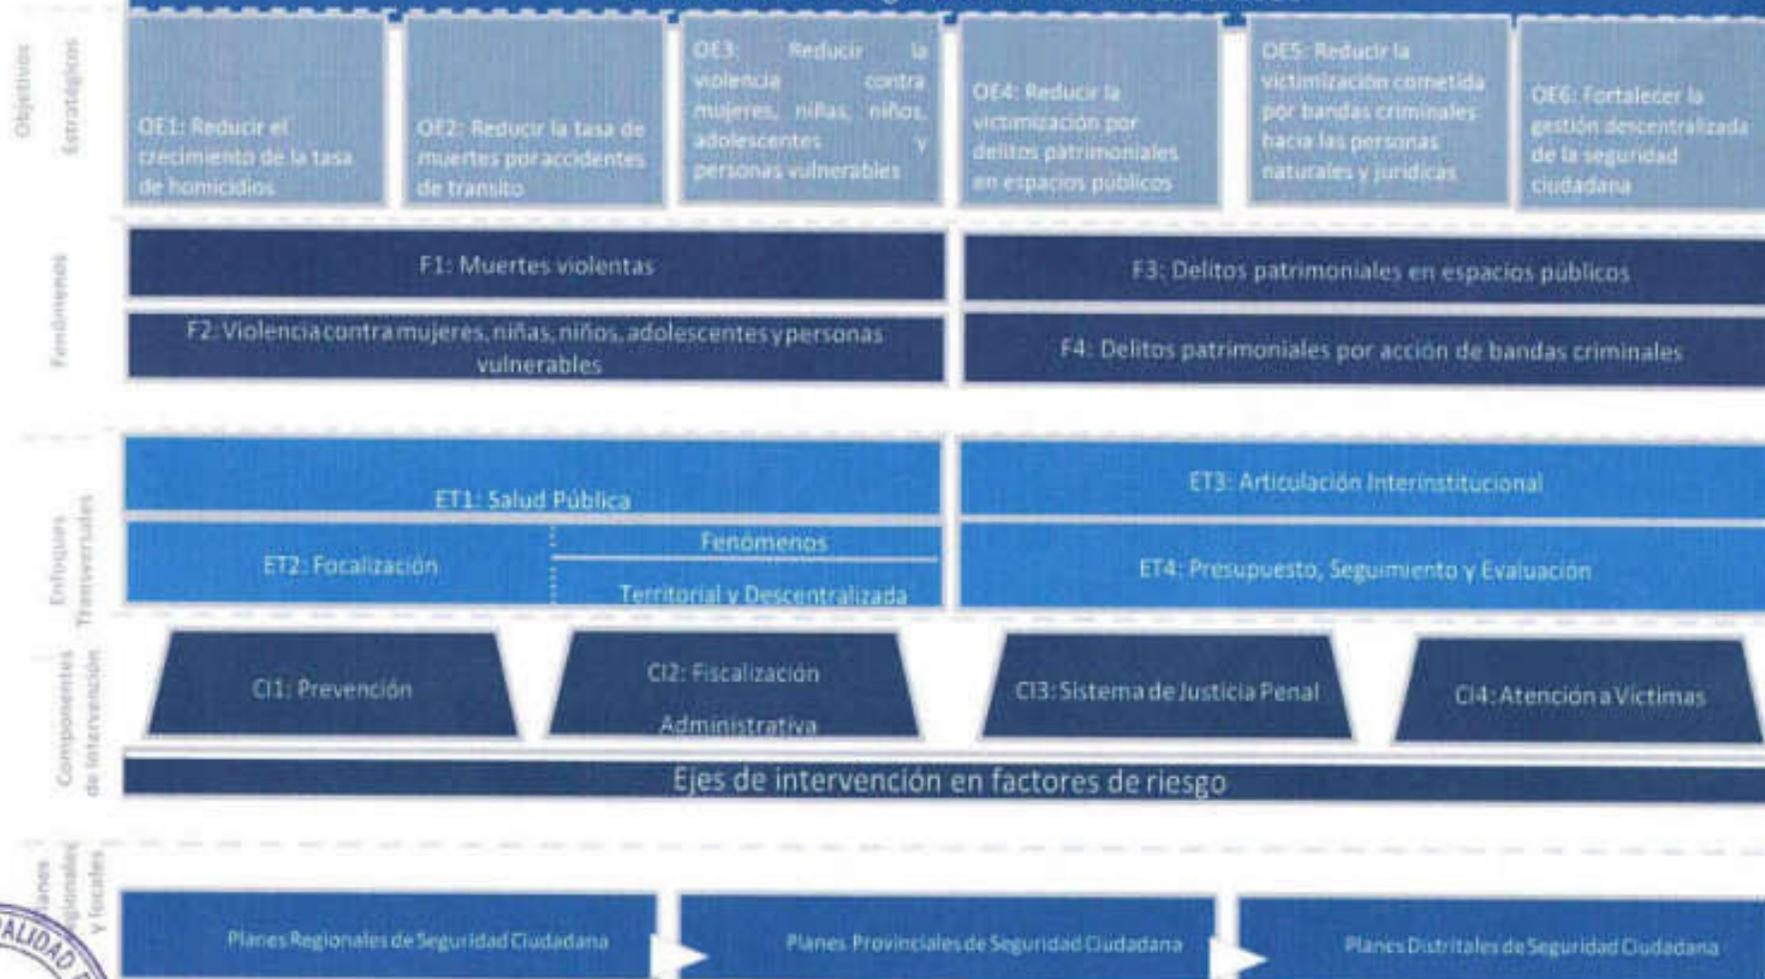 Objetivos
Estratégicos
OE1: Reducir el
crecimiento de la tasa
de homicidios
OE2: Reducir la tasa de
muertes por accidentes
de transito
OE3: Reducir la
violencia contra
mujeres, niñas, niños,
adolescentes y
personas vulnerables
OE4: Reducir la
victimización por
delitos patrimoniales
en espacios públicos
OE5: Reducir la
victimización cometida
por bandas criminales
hacia las personas
naturales y jurídicas
OE6: Fortalecer la
gestión descentralizada
de la seguridad
ciudadana
Fenómenos
F1: Muertes violentas
F3: Delitos patrimoniales en espacios públicos
F2: Violencia contra mujeres, niñas, niños, adolescentes y personas
vulnerables
F4: Delitos patrimoniales por acción de bandas criminales
Enfoques
Transversales
ET1: Salud Pública
ET3: Articulación Interinstitucional
ET2: Focalización
Fenómenos
Territorial y Descentralizada
ET4: Presupuesto, Seguimiento y Evaluación
Componentes
de intervención
CI1: Prevención
CI2: Fiscalización
Administrativa
CI3: Sistema de Justicia Penal
CI4: Atención a Víctimas
Ejes de intervención en factores de riesgo
y locales
Planes Regionales de Seguridad Ciudadana
Planes Provinciales de Seguridad Ciudadana
Planes Distritales de Seguridad Ciudadana